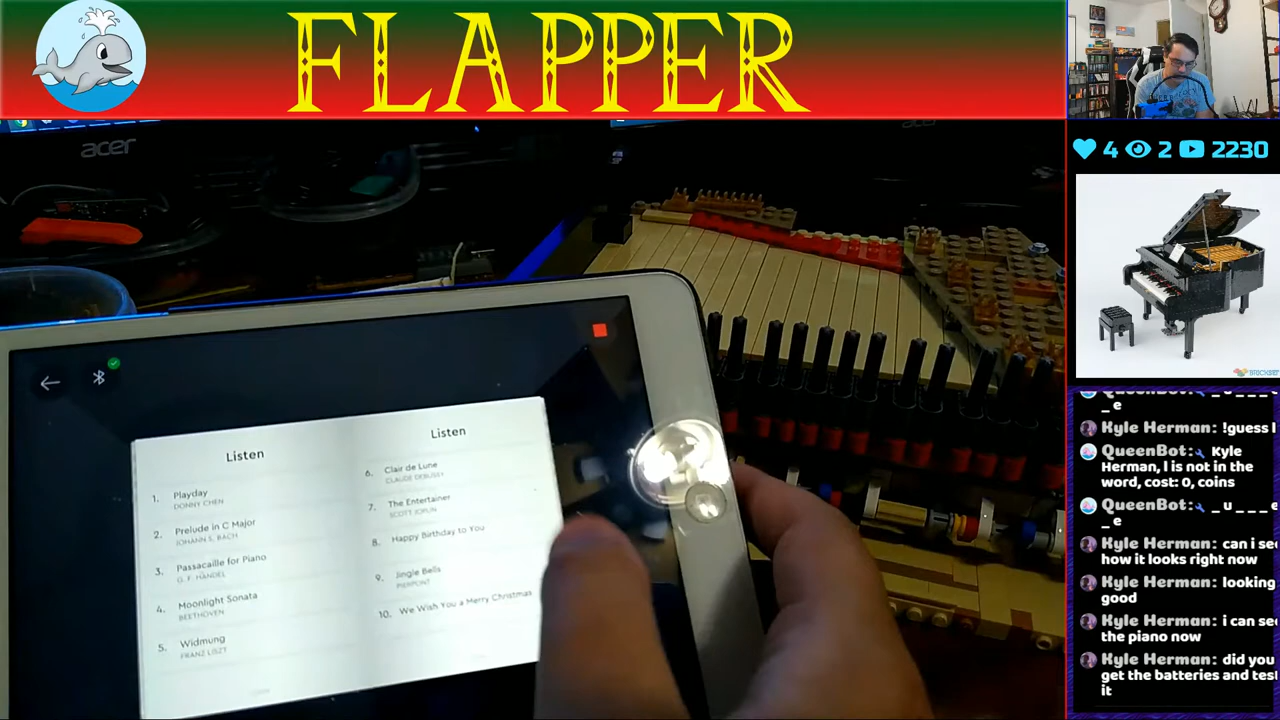 FLAPPER
acer
acer
4 2 2230
Listen
1. Playday
DONNY CHEN
2. Prelude in C Major
JOHANN S. BACH
3. Passacaille for Piano
G. F. HANDEL
4. Moonlight Sonata
BEETHOVEN
5. Widmung
FRANZ LISZT
Listen
6. Clair de Lune
CLAUDE DEBUSSY
7. The Entertainer
SCOTT JOPLIN
8. Happy Birthday to You
9. Jingle Bells
PIERPONT
10. We Wish You a Merry Christmas
QueenBot: _ u _ _ _
_ e
Kyle Herman: !guess l
QueenBot: Kyle
Herman, l is not in the
word, cost: 0, coins
QueenBot: _ u _ _ _ e
_ e
Kyle Herman: can i see
how it looks right now
Kyle Herman: looking
good
Kyle Herman: i can see
the piano now
Kyle Herman: did you
get the batteries and test
it